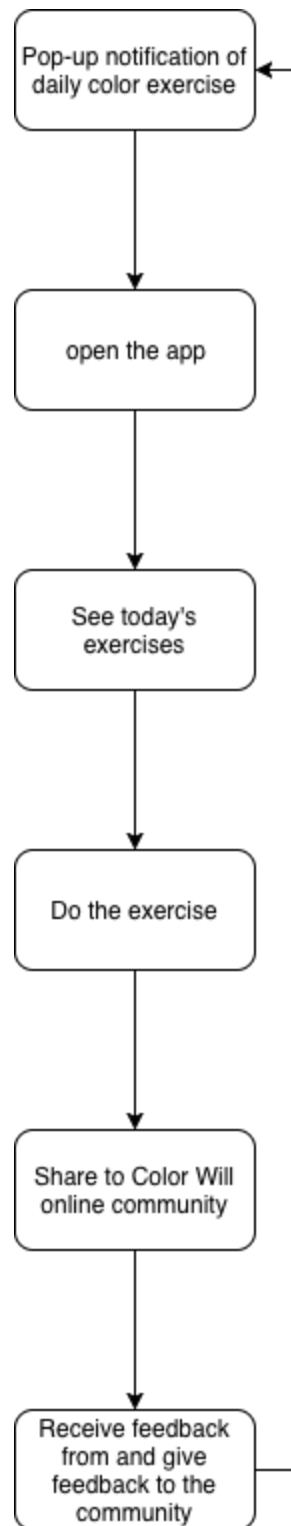 Pop-up notification of
daily color exercise
open the app
See today's
exercises
Do the exercise
Share to Color Will
online community
Receive feedback
from and give
feedback to the
community